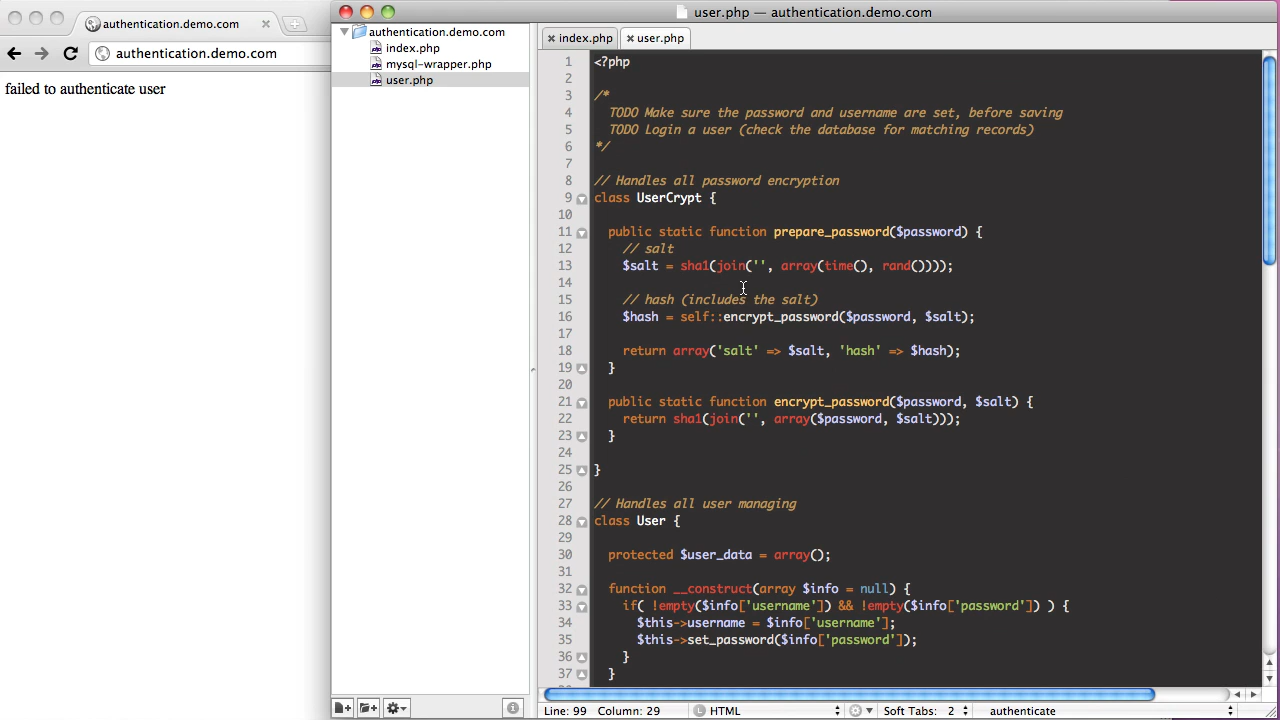 authentication.demo.com
authentication.demo.com
failed to authenticate user
user.php — authentication.demo.com
authentication.demo.com
index.php
mysql-wrapper.php
user.php
index.php
user.php
1 <?php
2
3 /*
4 TODO Make sure the password and username are set, before saving
5 TODO Login a user (check the database for matching records)
6 */
7
8 // Handles all password encryption
9 class UserCrypt {
10
11 public static function prepare_password($password) {
12 // salt
13 $salt = sha1(join('', array(time(), rand())));
14
15 // hash (includes the salt)
16 $hash = self::encrypt_password($password, $salt);
17
18 return array('salt' => $salt, 'hash' => $hash);
19 }
20
21 public static function encrypt_password($password, $salt) {
22 return sha1(join('', array($password, $salt)));
23 }
24
25 }
26
27 // Handles all user managing
28 class User {
29
30 protected $user_data = array();
31
32 function __construct(array $info = null) {
33 if( !empty($info['username']) && !empty($info['password']) ) {
34 $this->username = $info['username'];
35 $this->set_password($info['password']);
36 }
37 }
Line: 99 Column: 29
L HTML
Soft Tabs: 2
authenticate